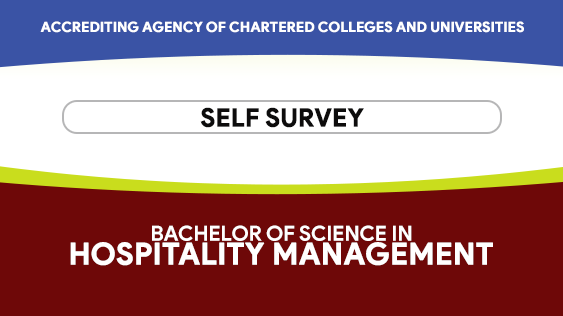 ACCREDITING AGENCY OF CHARTERED COLLEGES AND UNIVERSITIES
SELF SURVEY
BACHELOR OF SCIENCE IN
HOSPITALITY MANAGEMENT